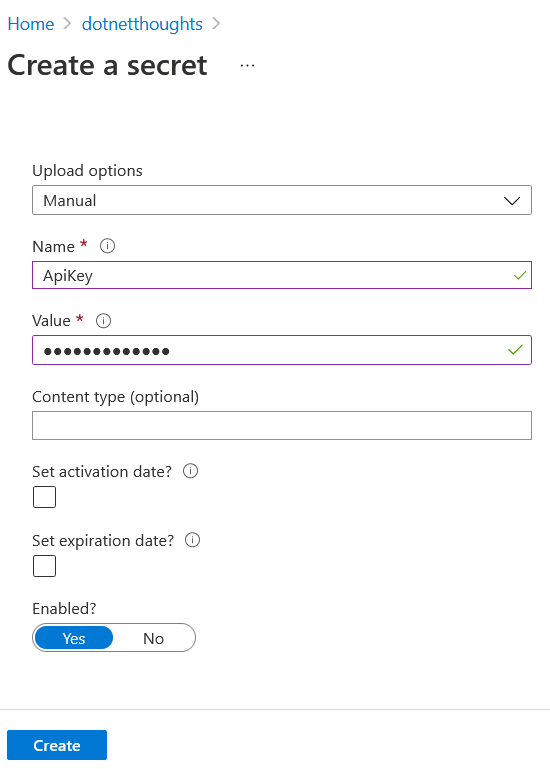 Home > dotnetthoughts >
Create a secret ...
Upload options
Manual
Name *
ApiKey
Value *
●●●●●●●●●●●●●
Content type (optional)
Set activation date?
Set expiration date?
Enabled?
Yes No
Create